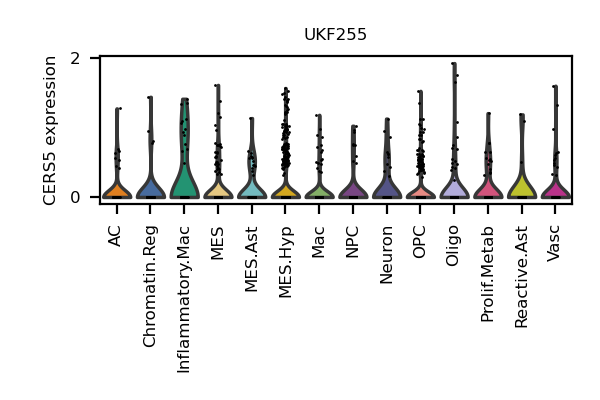 UKF255
CERS5 expression
2
0
AC
Chromatin.Reg
Inflammatory.Mac
MES
MES.Ast
MES.Hyp
Mac
NPC
Neuron
OPC
Oligo
Prolif.Metab
Reactive.Ast
Vasc